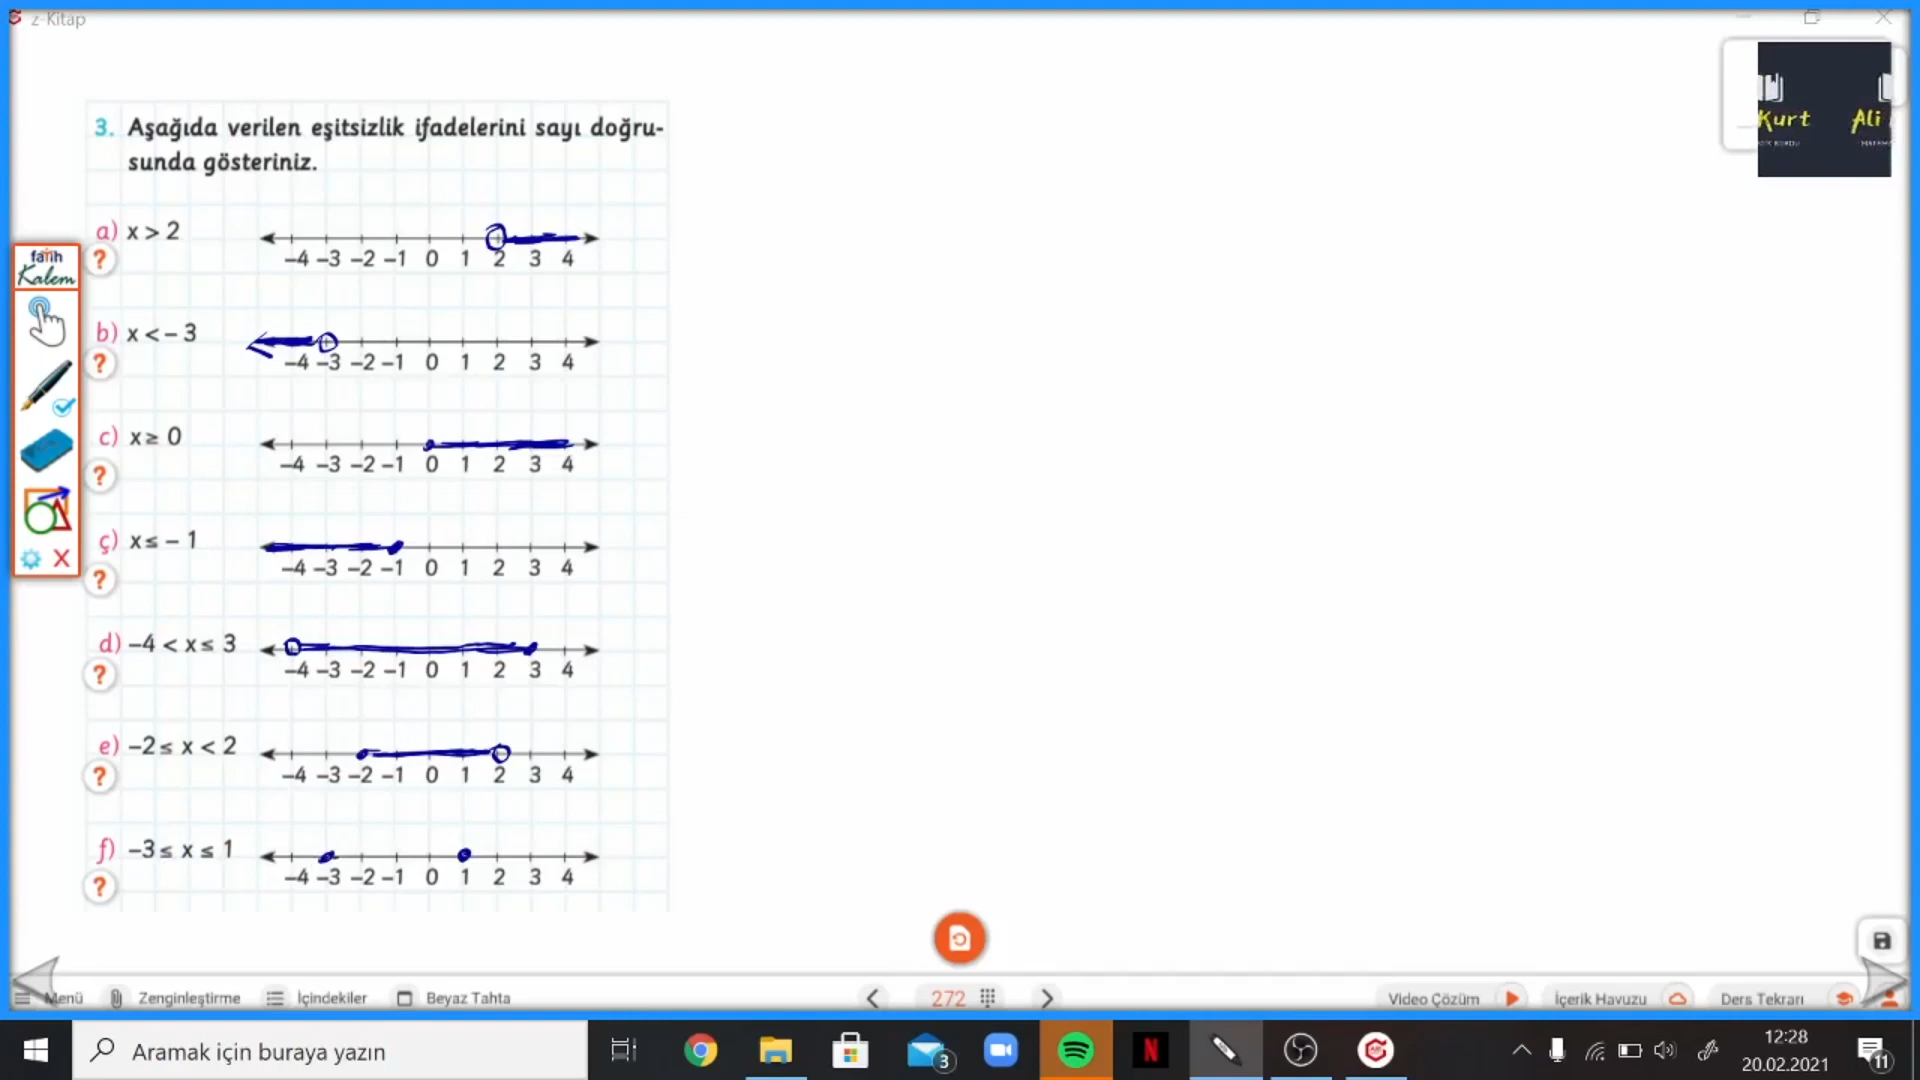 z-Kitap
Kurt Ali
3. Aşağıda verilen eşitsizlik ifadelerini sayı doğru-
sunda gösteriniz.
a) x > 2
-4 -3 -2 -1 0 1 2 3 4
?
b) x < - 3
-4 -3 -2 -1 0 1 2 3 4
?
c) x ≥ 0
-4 -3 -2 -1 0 1 2 3 4
?
ç) x ≤ - 1
-4 -3 -2 -1 0 1 2 3 4
?
d) -4 < x ≤ 3
-4 -3 -2 -1 0 1 2 3 4
?
e) -2 ≤ x < 2
-4 -3 -2 -1 0 1 2 3 4
?
f) -3 ≤ x ≤ 1
-4 -3 -2 -1 0 1 2 3 4
?
fatih
Kalem
Menü Zenginleştirme İçindekiler Beyaz Tahta 272 Video Çözüm İçerik Havuzu Ders Tekrarı
Aramak için buraya yazın
3
N
12:28
20.02.2021
11